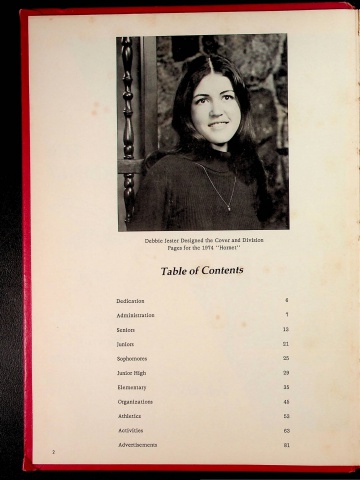 Debbie Jester Designed the Cover and Division
Pages for the 1974 "Hornet"
Table of Contents
Dedication 6
Administration 7
Seniors 13
Juniors 21
Sophomores 25
Junior High 29
Elementary 35
Organizations 45
Athletics 53
Activities 63
Advertisements 81
2